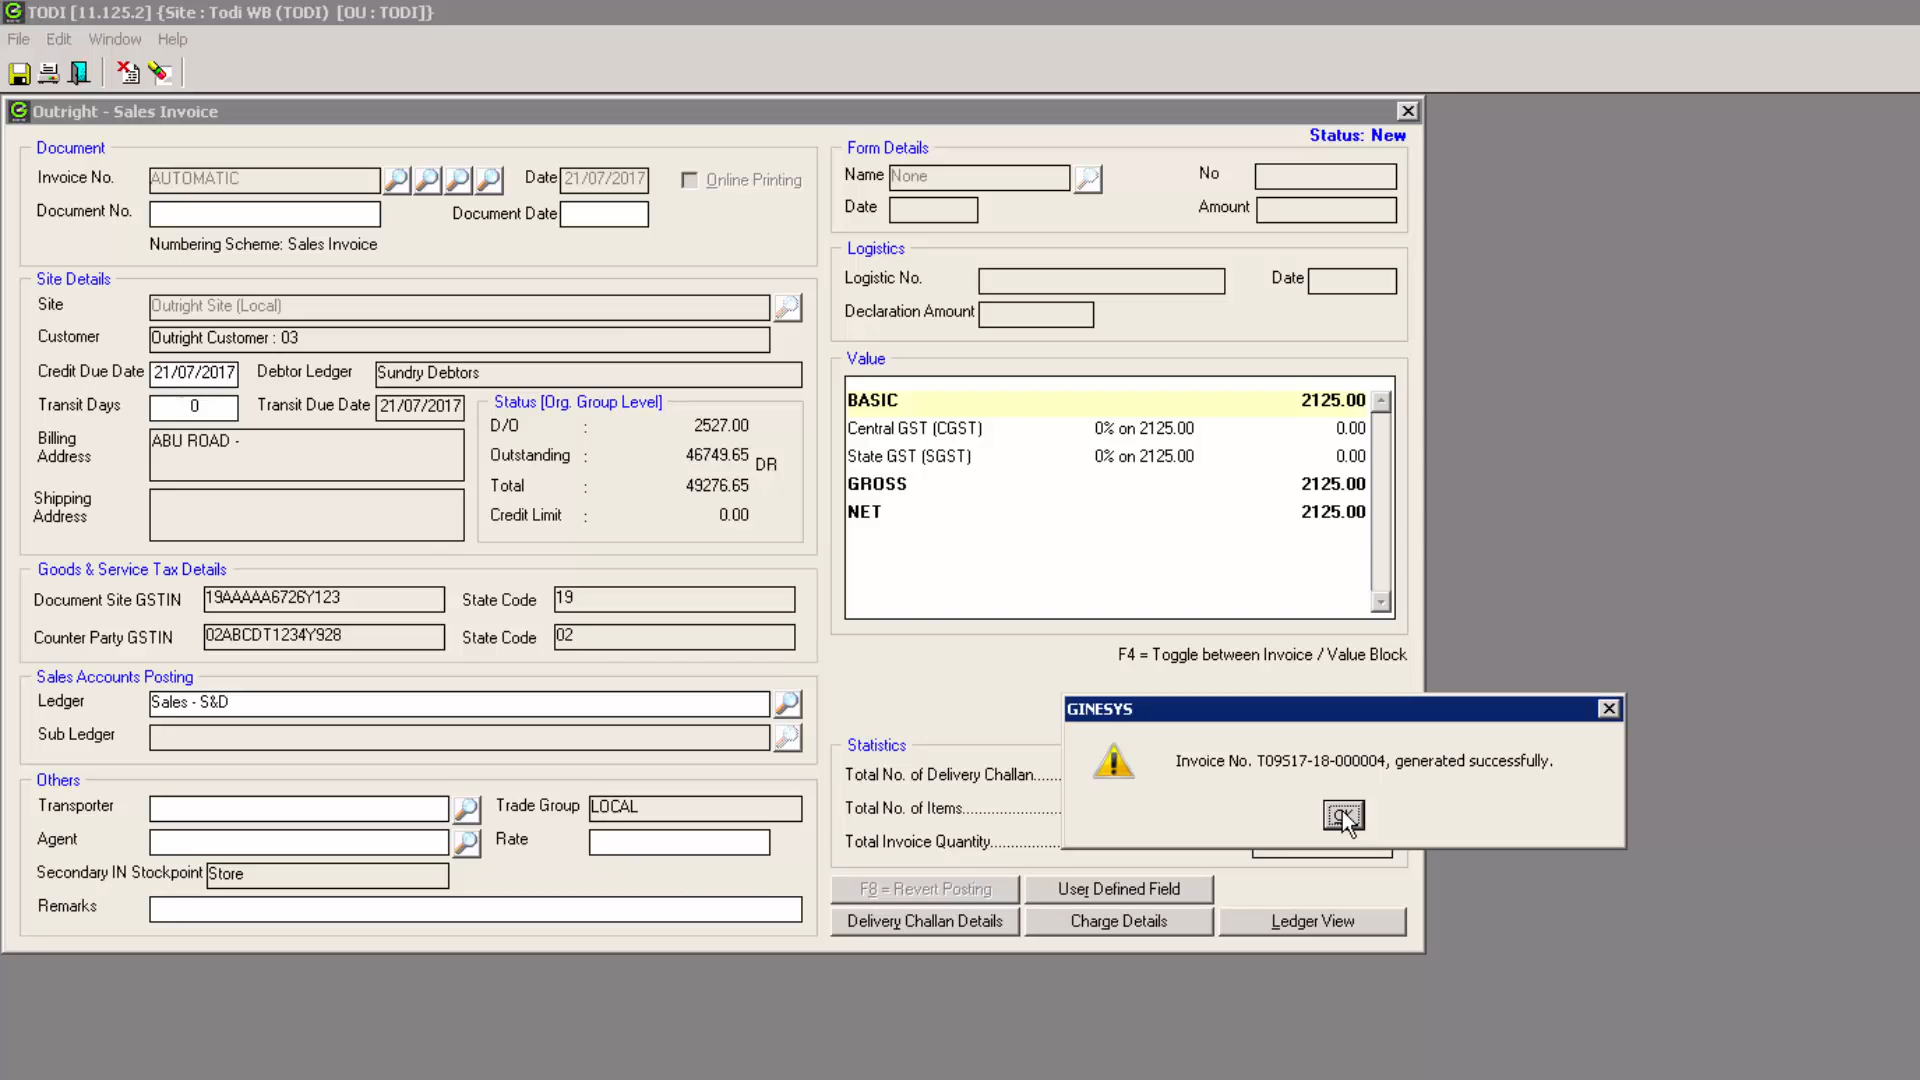 TODI [11.125.2] {Site : Todi WB (TODI) [OU : TODI]}
File Edit Window Help
Outright - Sales Invoice
Status: New
Document
Invoice No. AUTOMATIC Date 21/07/2017 Online Printing
Document No. Document Date
Numbering Scheme: Sales Invoice
Site Details
Site Outright Site (Local)
Customer Outright Customer : 03
Credit Due Date 21/07/2017 Debtor Ledger Sundry Debtors
Transit Days 0 Transit Due Date 21/07/2017
Billing Address ABU ROAD -
Shipping Address
Status [Org. Group Level]
D/O : 2527.00
Outstanding : 46749.65 DR
Total : 49276.65
Credit Limit : 0.00
Goods & Service Tax Details
Document Site GSTIN 19AAAAA6726Y123 State Code 19
Counter Party GSTIN 02ABCDT1234Y928 State Code 02
Sales Accounts Posting
Ledger Sales - S&D
Sub Ledger
Others
Transporter Trade Group LOCAL
Agent Rate
Secondary IN Stockpoint Store
Remarks
Form Details
Name None No
Date Amount
Logistics
Logistic No. Date
Declaration Amount
Value
BASIC 2125.00
Central GST (CGST) 0% on 2125.00 0.00
State GST (SGST) 0% on 2125.00 0.00
GROSS 2125.00
NET 2125.00
F4 = Toggle between Invoice / Value Block
Statistics
Total No. of Delivery Challan......
Total No. of Items....................
Total Invoice Quantity..............
GINESYS
Invoice No. T09S17-18-000004, generated successfully.
OK
F8 = Revert Posting User Defined Field
Delivery Challan Details Charge Details Ledger View